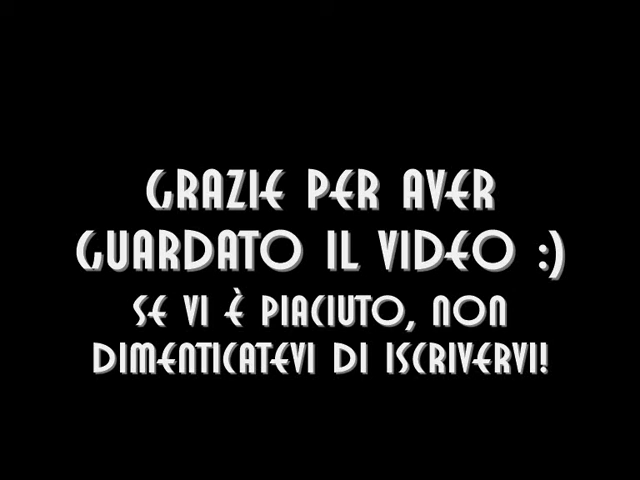 GRAZIE PER AVER
GUARDATO IL VIDEO :)
SE VI È PIACIUTO, NON
DIMENTICATEVI DI ISCRIVERVI!